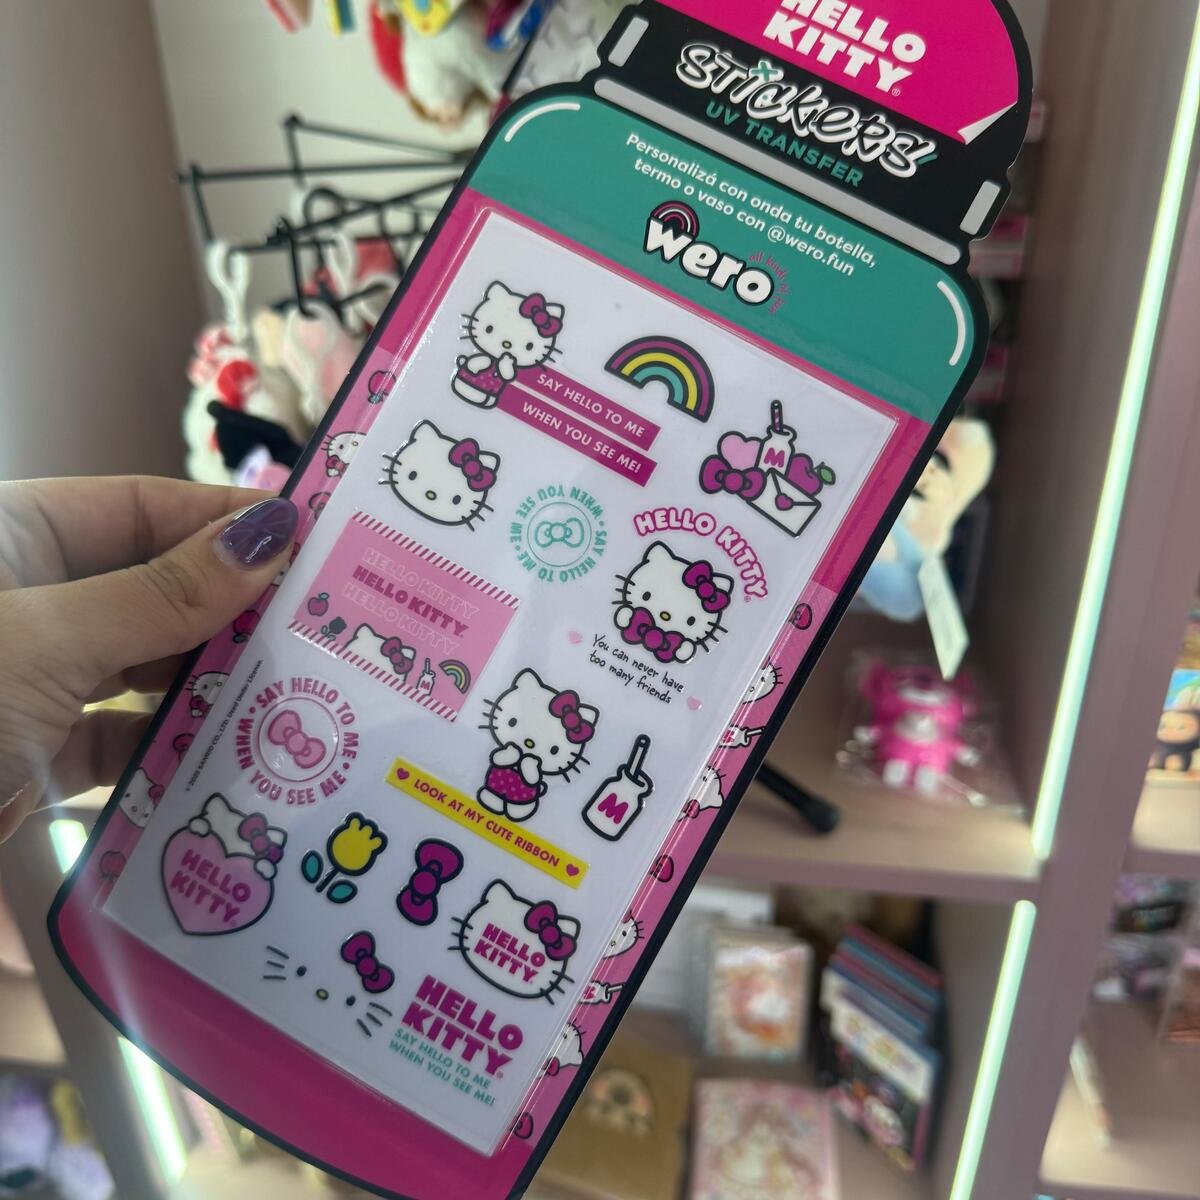 HELLO
KITTY®
STICKERS
UV TRANSFER
Personalizá con onda tu botella,
termo o vaso con @wero.fun
wero
SAY HELLO TO ME
WHEN YOU SEE ME!
M
SAY HELLO TO ME • WHEN YOU SEE ME •
HELLO KITTY®
You can never have
too many friends
HELLO KITTY
HELLO KITTY®
HELLO KITTY
M
SAY HELLO TO ME • WHEN YOU SEE ME •
M
LOOK AT MY CUTE RIBBON
HELLO
KITTY®
HELLO
KITTY®
HELLO
KITTY®
SAY HELLO TO ME
WHEN YOU SEE ME!